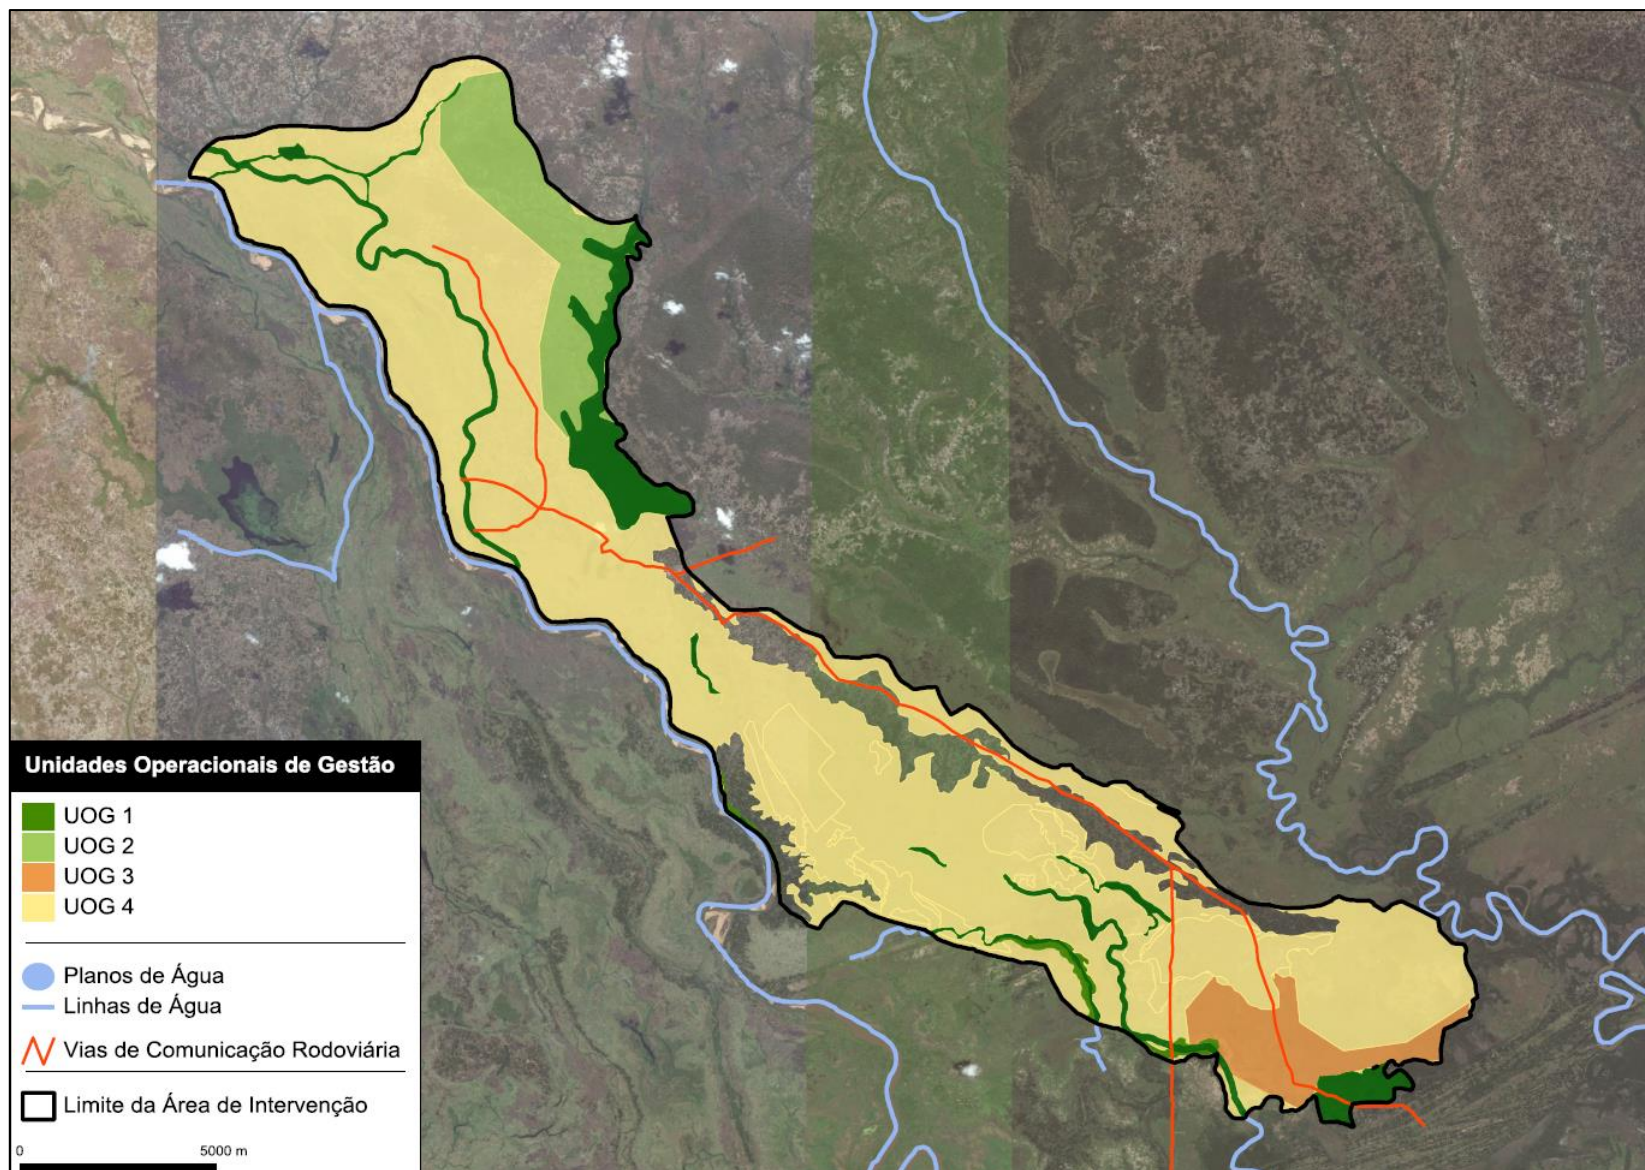 Unidades Operacionais de Gestão
UOG 1
UOG 2
UOG 3
UOG 4
Planos de Água
Linhas de Água
Vias de Comunicação Rodoviária
Limite da Área de Intervenção
0 5000 m